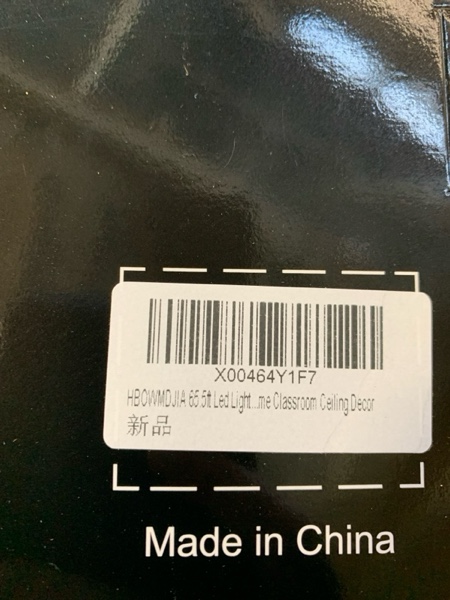 X00464Y1F7
HBOWMDJIA 65.5ft Led Light...me Classroom Ceiling Decor
新品
Made in China